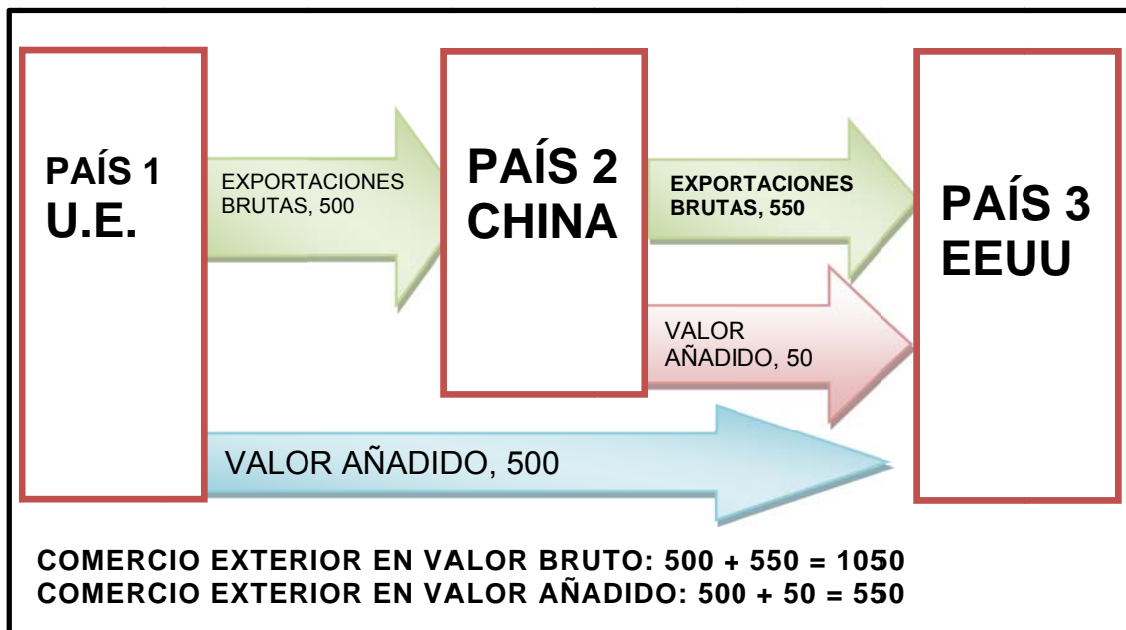 PAÍS 1
U.E.
EXPORTACIONES
BRUTAS, 500
PAÍS 2
CHINA
EXPORTACIONES
BRUTAS, 550
VALOR
AÑADIDO, 50
PAÍS 3
EEUU
VALOR AÑADIDO, 500
COMERCIO EXTERIOR EN VALOR BRUTO: 500 + 550 = 1050
COMERCIO EXTERIOR EN VALOR AÑADIDO: 500 + 50 = 550